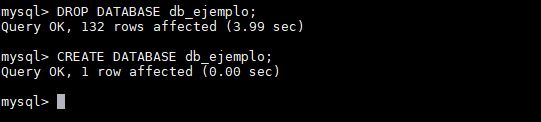 mysql> DROP DATABASE db_ejemplo;
Query OK, 132 rows affected (3.99 sec)
mysql> CREATE DATABASE db_ejemplo;
Query OK, 1 row affected (0.00 sec)
mysql>